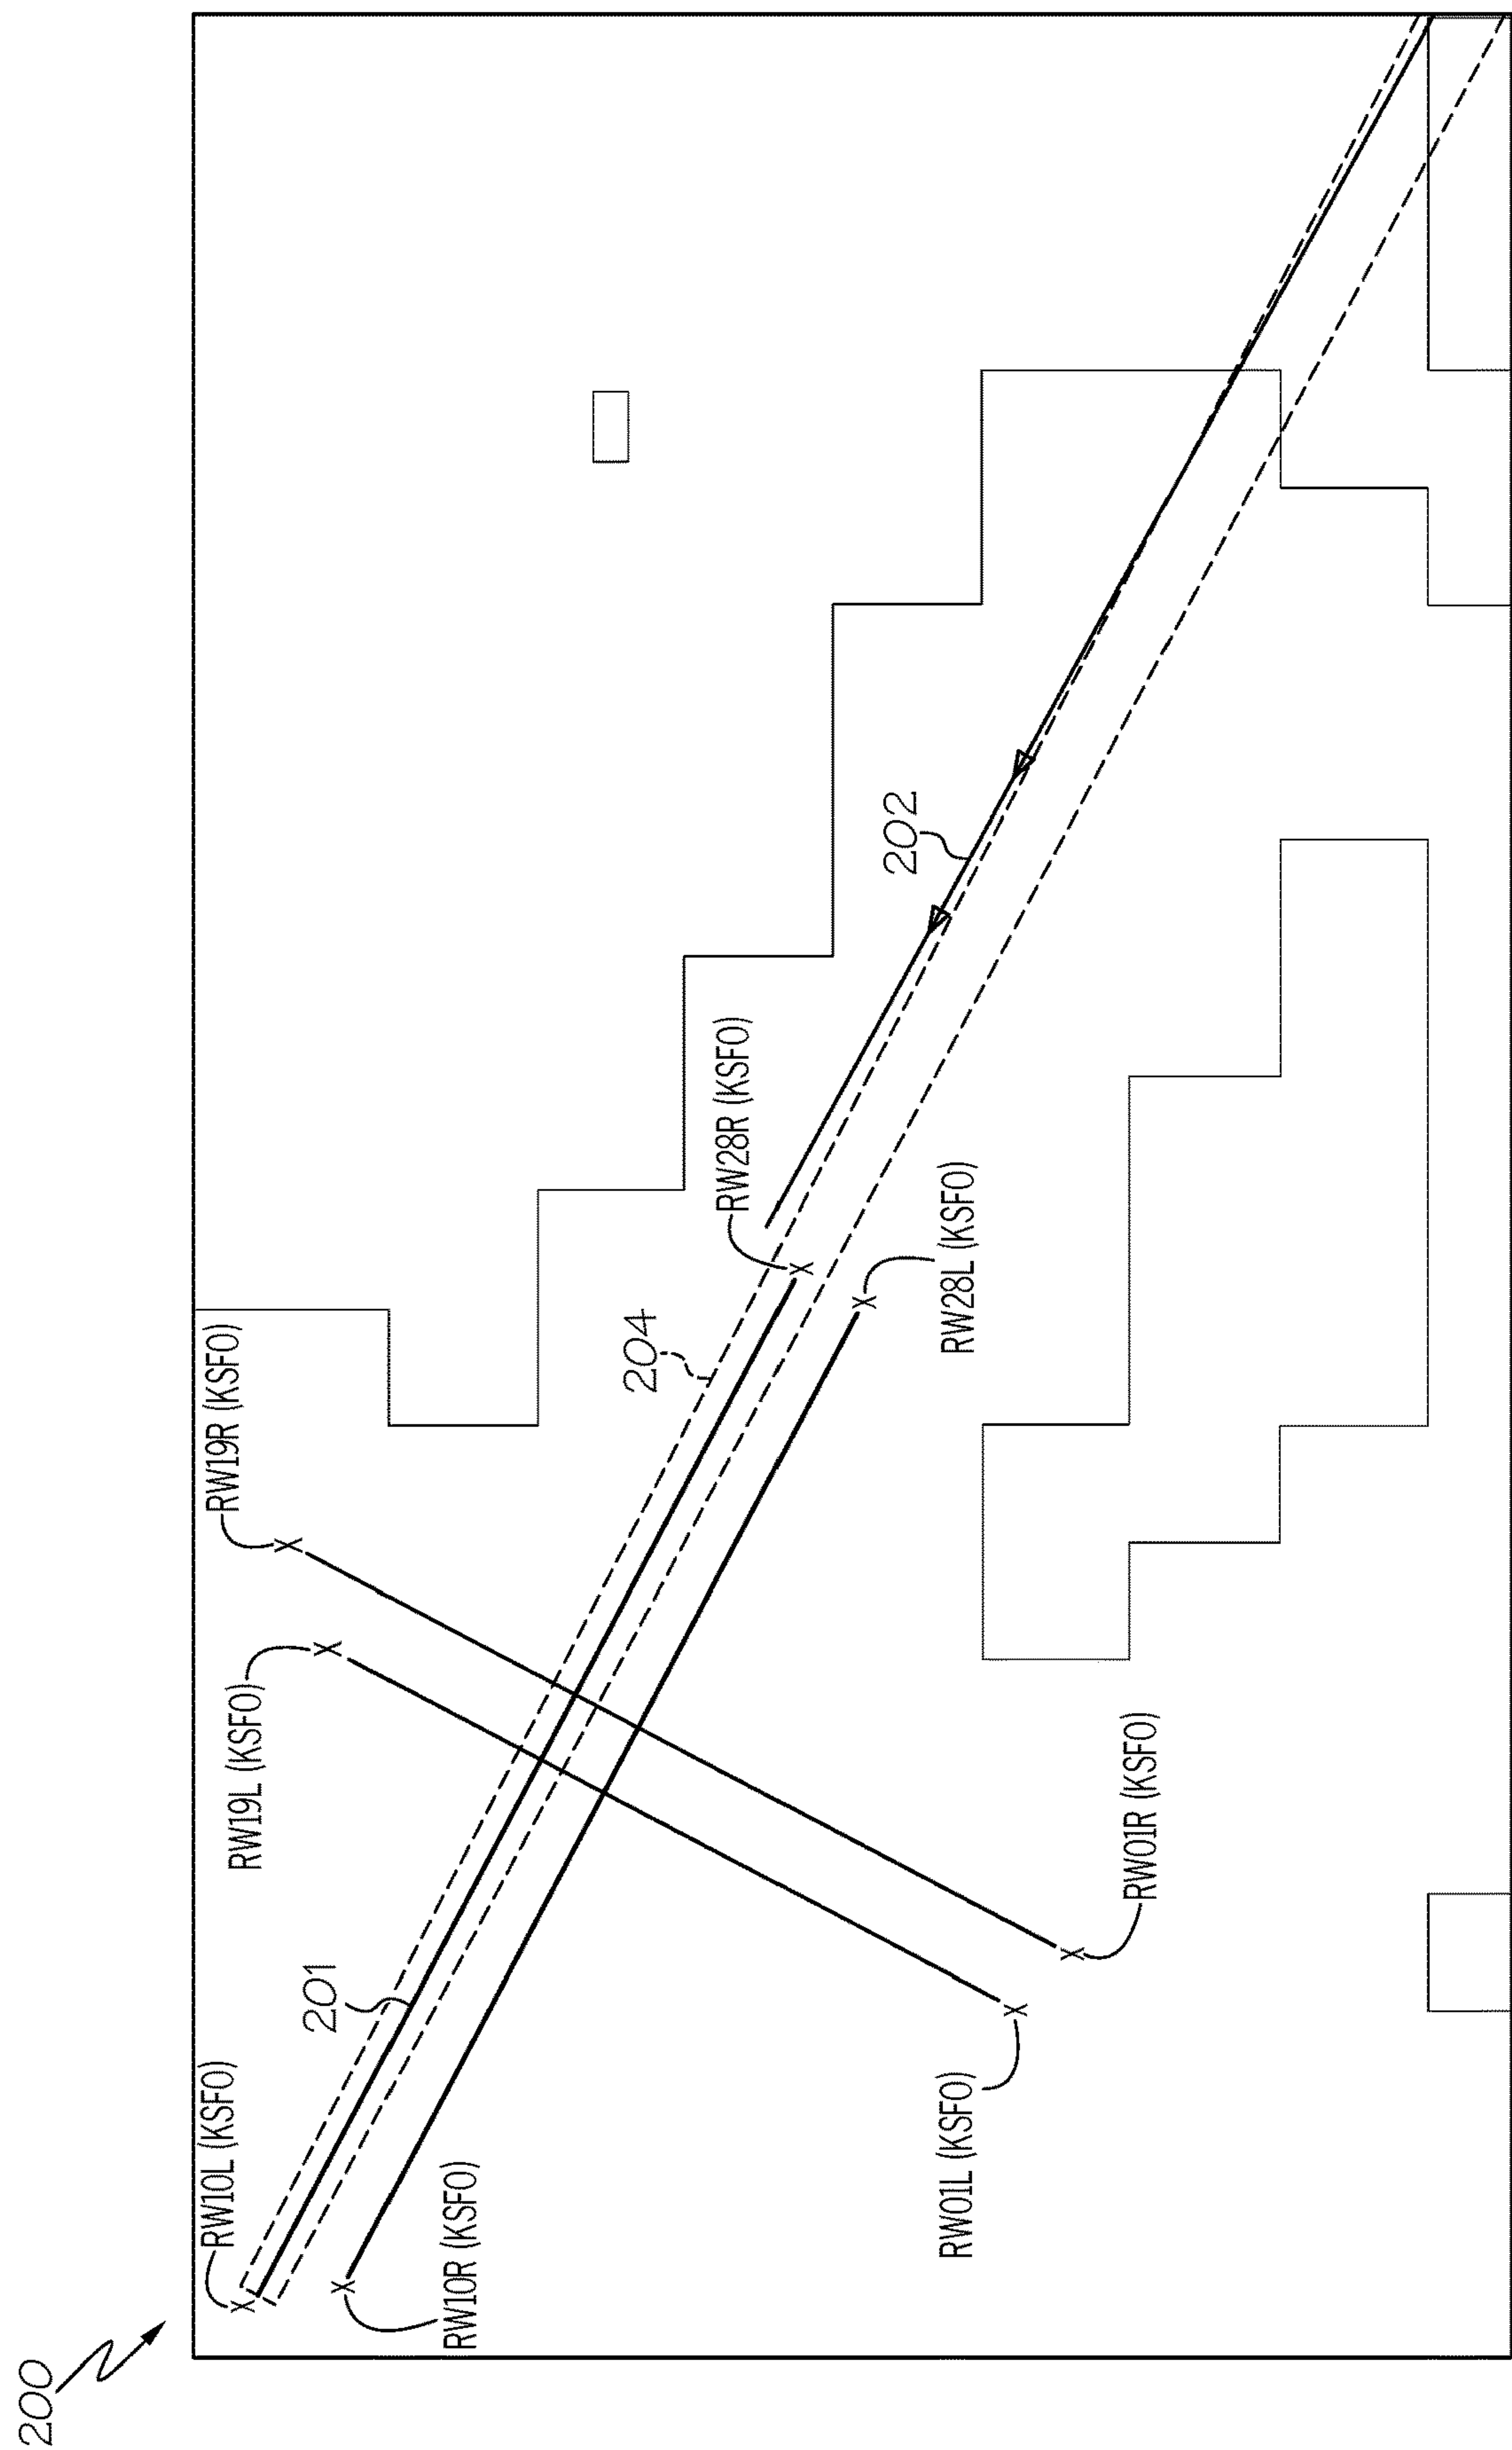 200
RW10L (KSFO)
201
RW19L (KSFO)
RW19R (KSFO)
204
RW28R (KSFO)
202
RW10R (KSFO)
RW01L (KSFO)
RW01R (KSFO)
RW28L (KSFO)